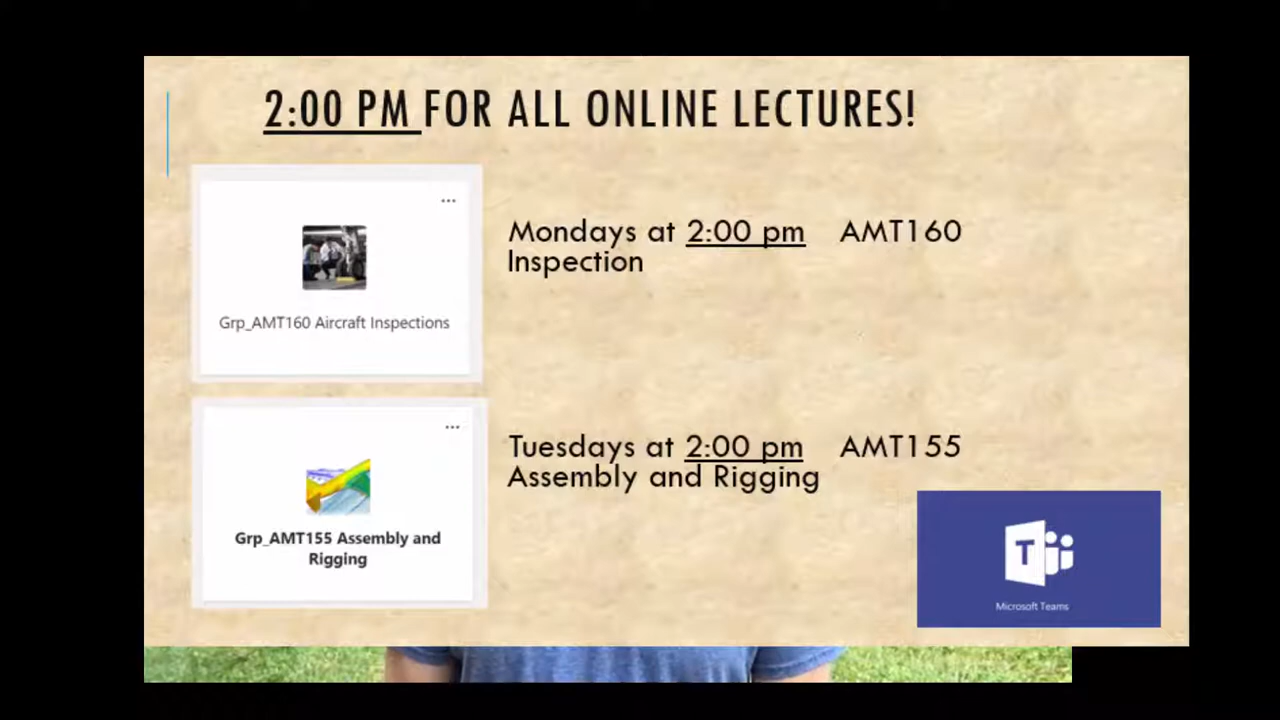 2:00 PM FOR ALL ONLINE LECTURES!
Grp_AMT160 Aircraft Inspections
Mondays at 2:00 pm AMT160
Inspection
Grp_AMT155 Assembly and
Rigging
Tuesdays at 2:00 pm AMT155
Assembly and Rigging
T
Microsoft Teams